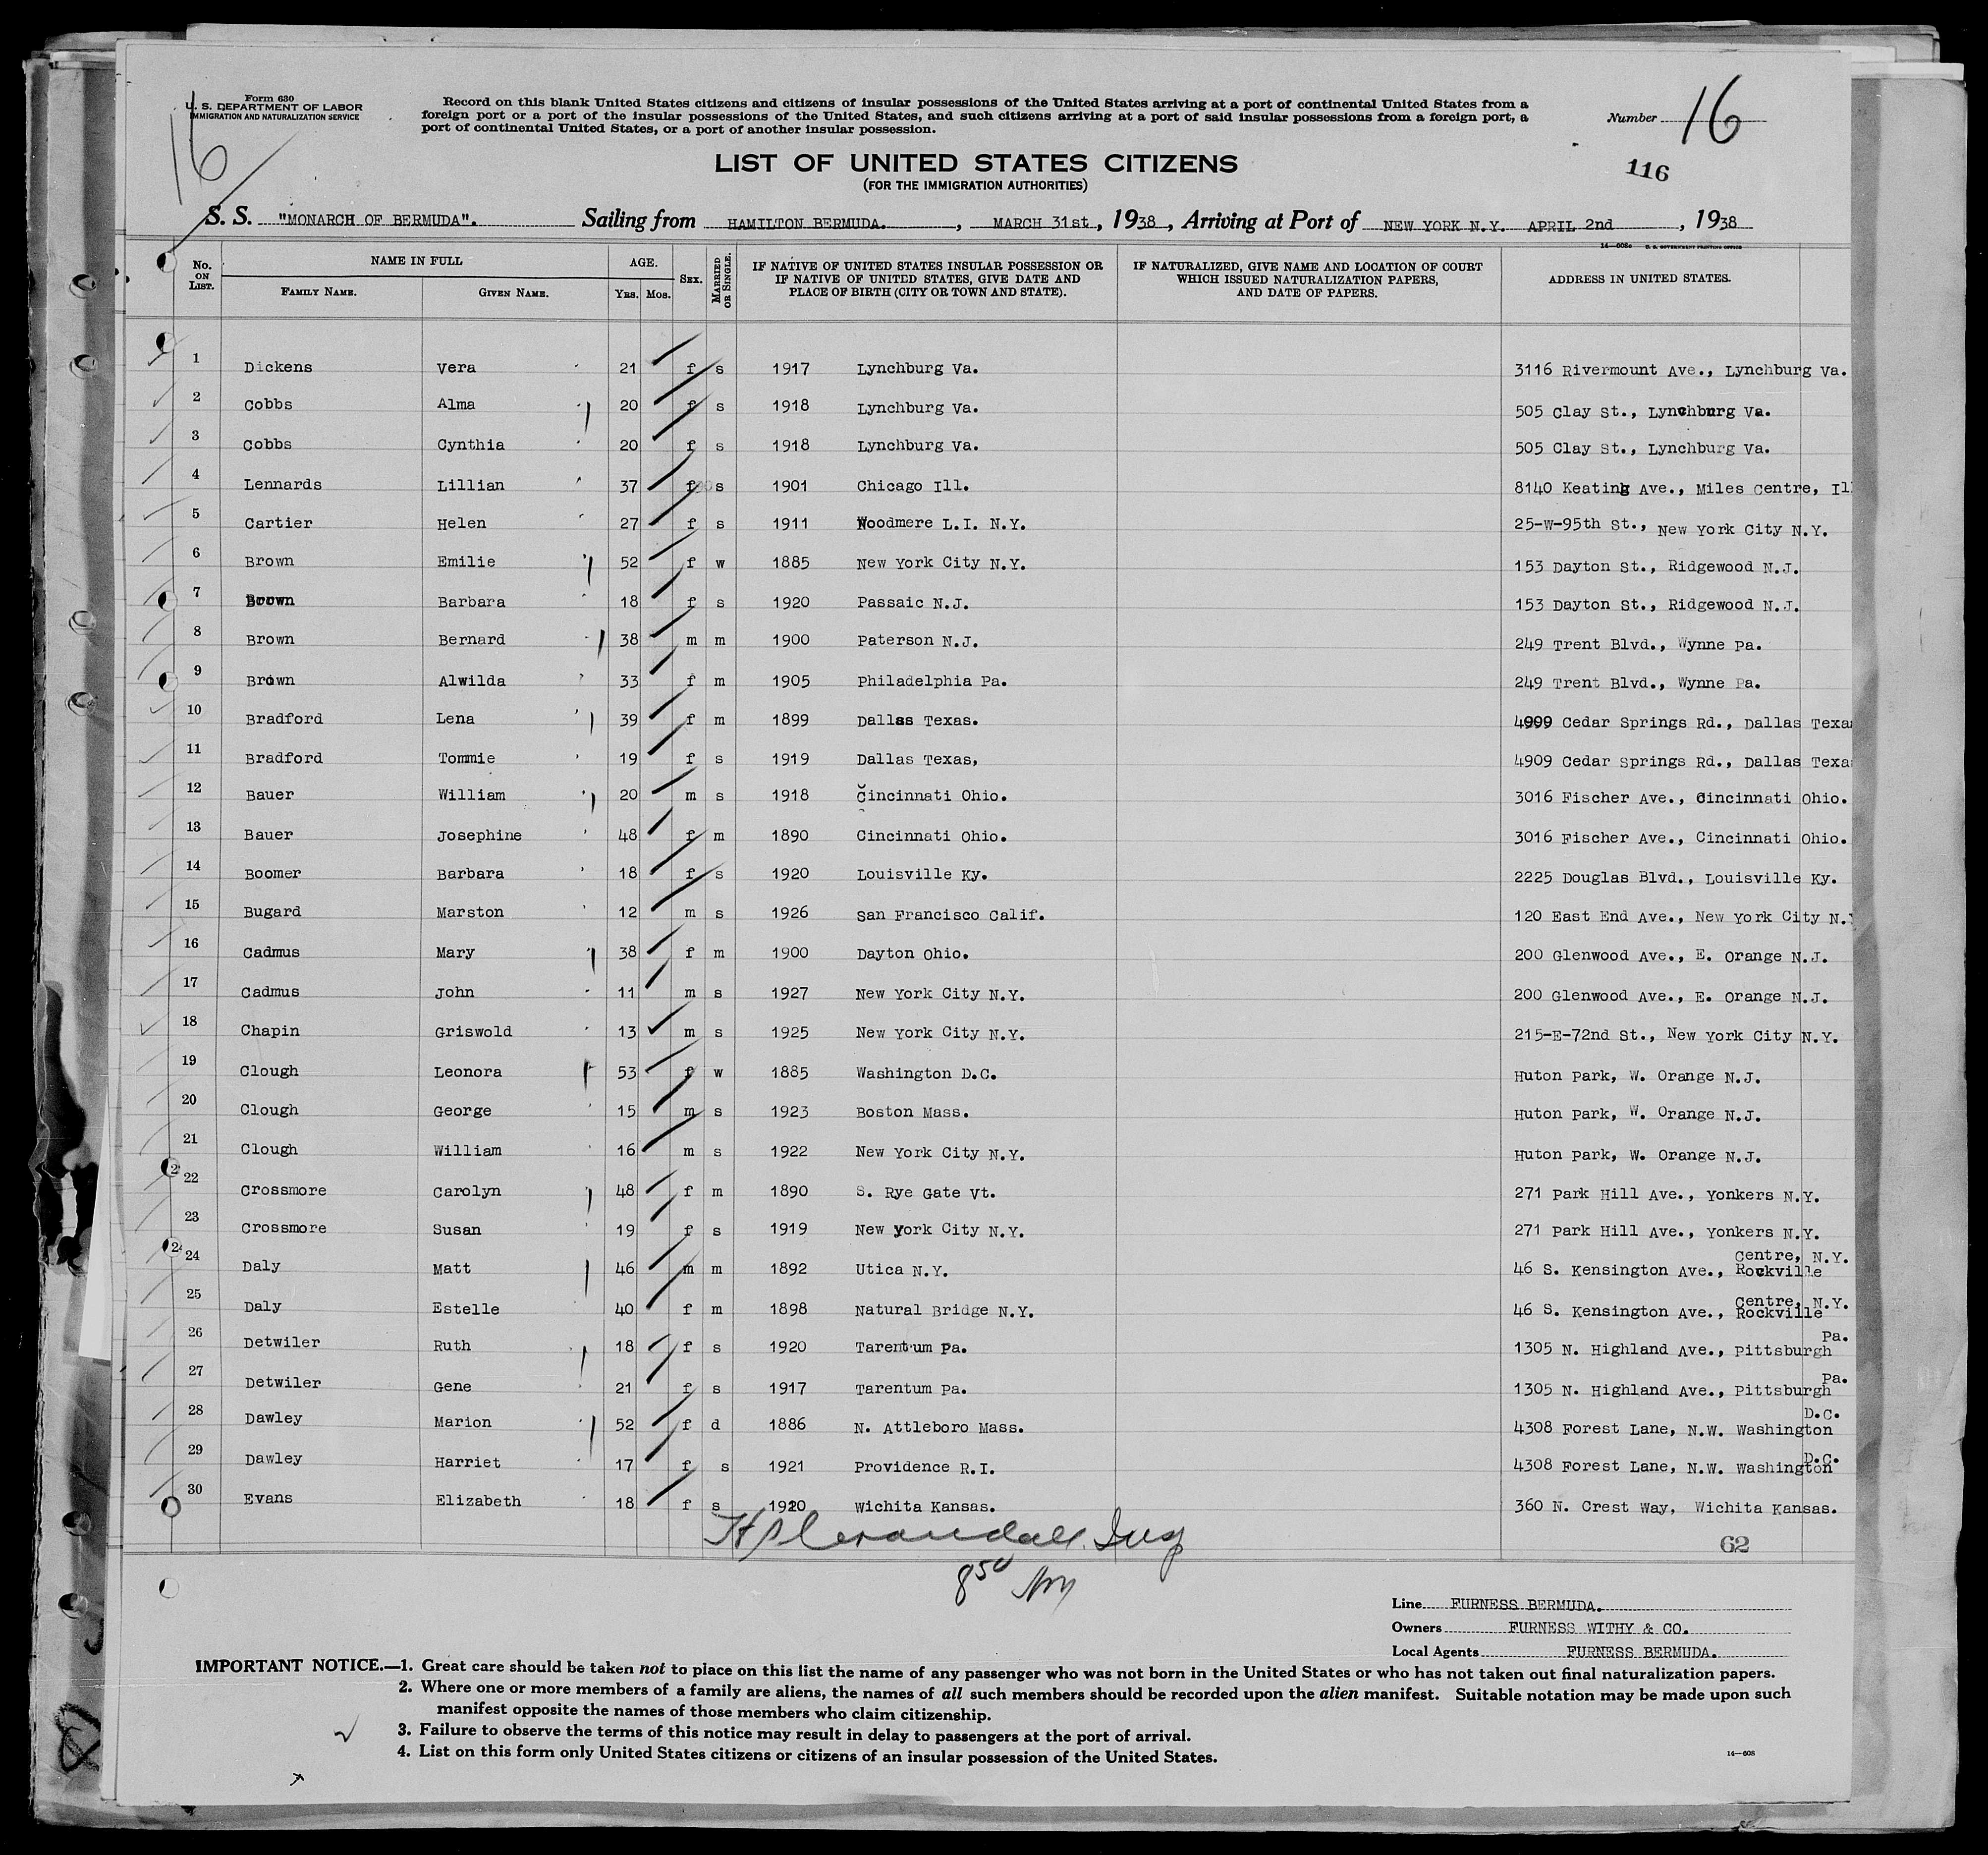 Form 630
U. S. DEPARTMENT OF LABOR
IMMIGRATION AND NATURALIZATION SERVICE
16
Record on this blank United States citizens and citizens of insular possessions of the United States arriving at a port of continental United States from a
foreign port or a port of the insular possessions of the United States, and such citizens arriving at a port of said insular possessions from a foreign port, a
port of continental United States, or a port of another insular possession.
Number 16
116
LIST OF UNITED STATES CITIZENS
(FOR THE IMMIGRATION AUTHORITIES)
S. S. "MONARCH OF BERMUDA". Sailing from HAMILTON BERMUDA. , MARCH 31st , 1938 , Arriving at Port of NEW YORK N.Y. APRIL 2nd , 1938
14—608c U. S. GOVERNMENT PRINTING OFFICE
No. ON LIST. NAME IN FULL FAMILY NAME. GIVEN NAME. AGE. YRS. MOS. SEX. MARRIED OR SINGLE. IF NATIVE OF UNITED STATES INSULAR POSSESSION OR IF NATIVE OF UNITED STATES, GIVE DATE AND PLACE OF BIRTH (CITY OR TOWN AND STATE). IF NATURALIZED, GIVE NAME AND LOCATION OF COURT WHICH ISSUED NATURALIZATION PAPERS, AND DATE OF PAPERS. ADDRESS IN UNITED STATES.
1 Dickens Vera 21 f s 1917 Lynchburg Va. 3116 Rivermount Ave., Lynchburg Va.
2 Cobbs Alma 20 f s 1918 Lynchburg Va. 505 Clay St., Lynchburg Va.
3 Cobbs Cynthia 20 f s 1918 Lynchburg Va. 505 Clay St., Lynchburg Va.
4 Lennards Lillian 37 f s 1901 Chicago Ill. 8140 Keating Ave., Miles Centre, Il
5 Cartier Helen 27 f s 1911 Woodmere L.I. N.Y. 25-W-95th St., New York City N.Y.
6 Brown Emilie 52 f w 1885 New York City N.Y. 153 Dayton St., Ridgewood N.J.
7 Brown Barbara 18 f s 1920 Passaic N.J. 153 Dayton St., Ridgewood N.J.
8 Brown Bernard 38 m m 1900 Paterson N.J. 249 Trent Blvd., Wynne Pa.
9 Brown Alwilda 33 f m 1905 Philadelphia Pa. 249 Trent Blvd., Wynne Pa.
10 Bradford Lena 39 f m 1899 Dallas Texas. 4909 Cedar Springs Rd., Dallas Texa
11 Bradford Tommie 19 f s 1919 Dallas Texas, 4909 Cedar Springs Rd., Dallas Texa
12 Bauer William 20 m s 1918 Cincinnati Ohio. 3016 Fischer Ave., Cincinnati Ohio.
13 Bauer Josephine 48 f m 1890 Cincinnati Ohio. 3016 Fischer Ave., Cincinnati Ohio.
14 Boomer Barbara 18 f s 1920 Louisville Ky. 2225 Douglas Blvd., Louisville Ky.
15 Bugard Marston 12 m s 1926 San Francisco Calif. 120 East End Ave., New York City N.Y
16 Cadmus Mary 38 f m 1900 Dayton Ohio. 200 Glenwood Ave., E. Orange N.J.
17 Cadmus John 11 m s 1927 New York City N.Y. 200 Glenwood Ave., E. Orange N.J.
18 Chapin Griswold 13 m s 1925 New York City N.Y. 215-E-72nd St., New York City N.Y.
19 Clough Leonora 53 f w 1885 Washington D.C. Huton Park, W. Orange N.J.
20 Clough George 15 m s 1923 Boston Mass. Huton Park, W. Orange N.J.
21 Clough William 16 m s 1922 New York City N.Y. Huton Park, W. Orange N.J.
22 Crossmore Carolyn 48 f m 1890 S. Rye Gate Vt. 271 Park Hill Ave., Yonkers N.Y.
23 Crossmore Susan 19 f s 1919 New York City N.Y. 271 Park Hill Ave., Yonkers N.Y.
24 Daly Matt 46 m m 1892 Utica N.Y. 46 S. Kensington Ave., Rockville Centre, N.Y.
25 Daly Estelle 40 f m 1898 Natural Bridge N.Y. 46 S. Kensington Ave., Rockville Centre, N.Y.
26 Detwiler Ruth 18 f s 1920 Tarentum Pa. 1305 N. Highland Ave., Pittsburgh Pa.
27 Detwiler Gene 21 f s 1917 Tarentum Pa. 1305 N. Highland Ave., Pittsburgh Pa.
28 Dawley Marion 52 f d 1886 N. Attleboro Mass. 4308 Forest Lane, N.W. Washington D.C.
29 Dawley Harriet 17 f s 1921 Providence R.I. 4308 Forest Lane, N.W. Washington D.C.
30 Evans Elizabeth 18 f s 1920 Wichita Kansas. 360 N. Crest Way, Wichita Kansas.
62
850
Line FURNESS BERMUDA.
Owners FURNESS WITHY & CO.
Local Agents FURNESS BERMUDA.
IMPORTANT NOTICE.—1. Great care should be taken not to place on this list the name of any passenger who was not born in the United States or who has not taken out final naturalization papers.
2. Where one or more members of a family are aliens, the names of all such members should be recorded upon the alien manifest. Suitable notation may be made upon such
manifest opposite the names of those members who claim citizenship.
3. Failure to observe the terms of this notice may result in delay to passengers at the port of arrival.
4. List on this form only United States citizens or citizens of an insular possession of the United States.
14—608